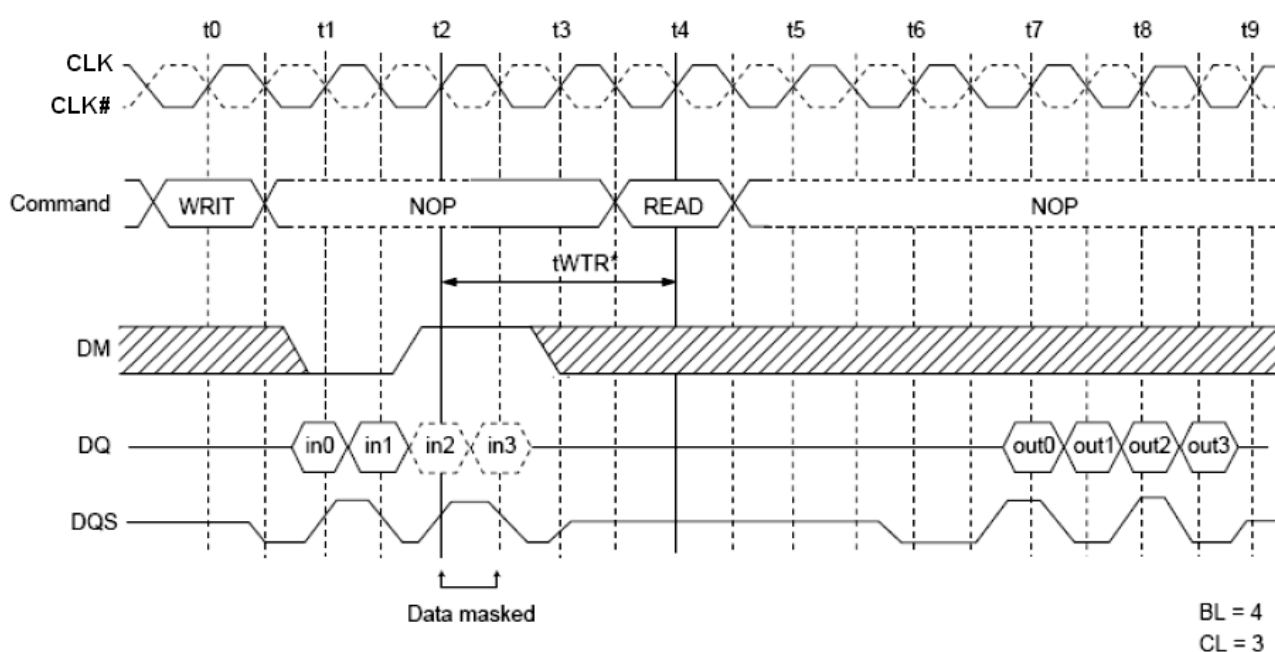 t0 t1 t2 t3 t4 t5 t6 t7 t8 t9
CLK
CLK#
Command WRIT NOP READ NOP
tWTR*
DM
DQ in0 in1 in2 in3 out0 out1 out2 out3
DQS
Data masked
BL = 4
CL = 3